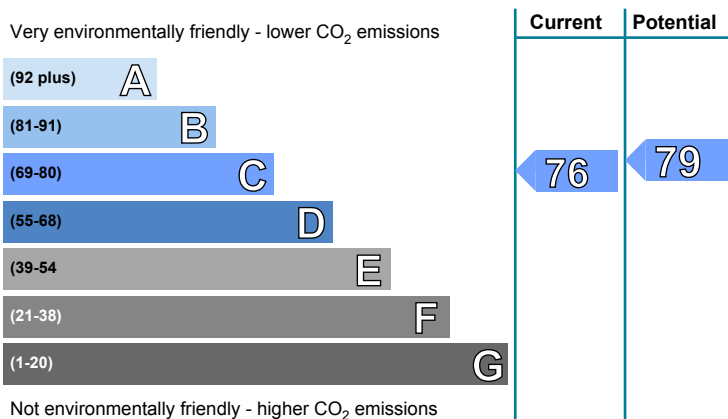 Current Potential
Very environmentally friendly - lower CO2 emissions
(92 plus) A
(81-91) B
(69-80) C 76 79
(55-68) D
(39-54 E
(21-38) F
(1-20) G
Not environmentally friendly - higher CO2 emissions